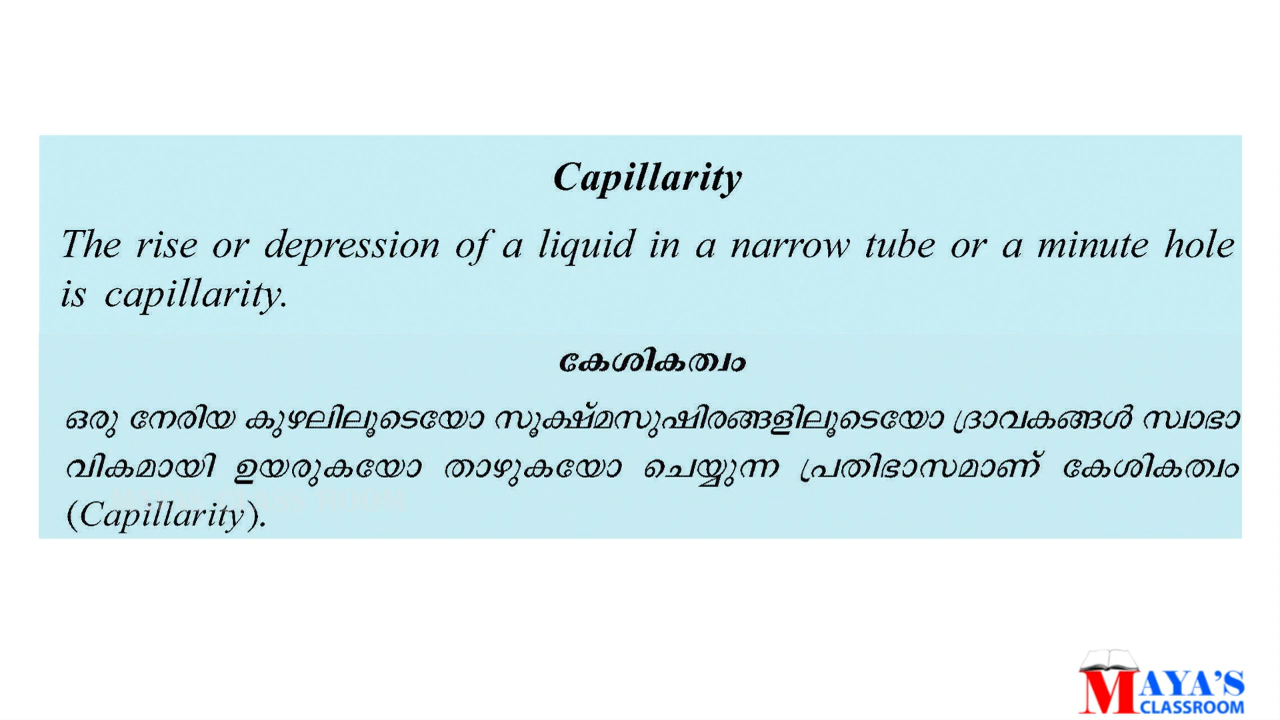 Capillarity
The rise or depression of a liquid in a narrow tube or a minute hole
is capillarity.
കേശികത്വം
ഒരു നേരിയ കുഴലിലൂടെയോ സൂക്ഷ്മസുഷിരങ്ങളിലൂടെയോ ദ്രാവകങ്ങൾ സ്വാഭാ
വികമായി ഉയരുകയോ താഴുകയോ ചെയ്യുന്ന പ്രതിഭാസമാണ് കേശികത്വം
(Capillarity).
MAYA'S
CLASSROOM